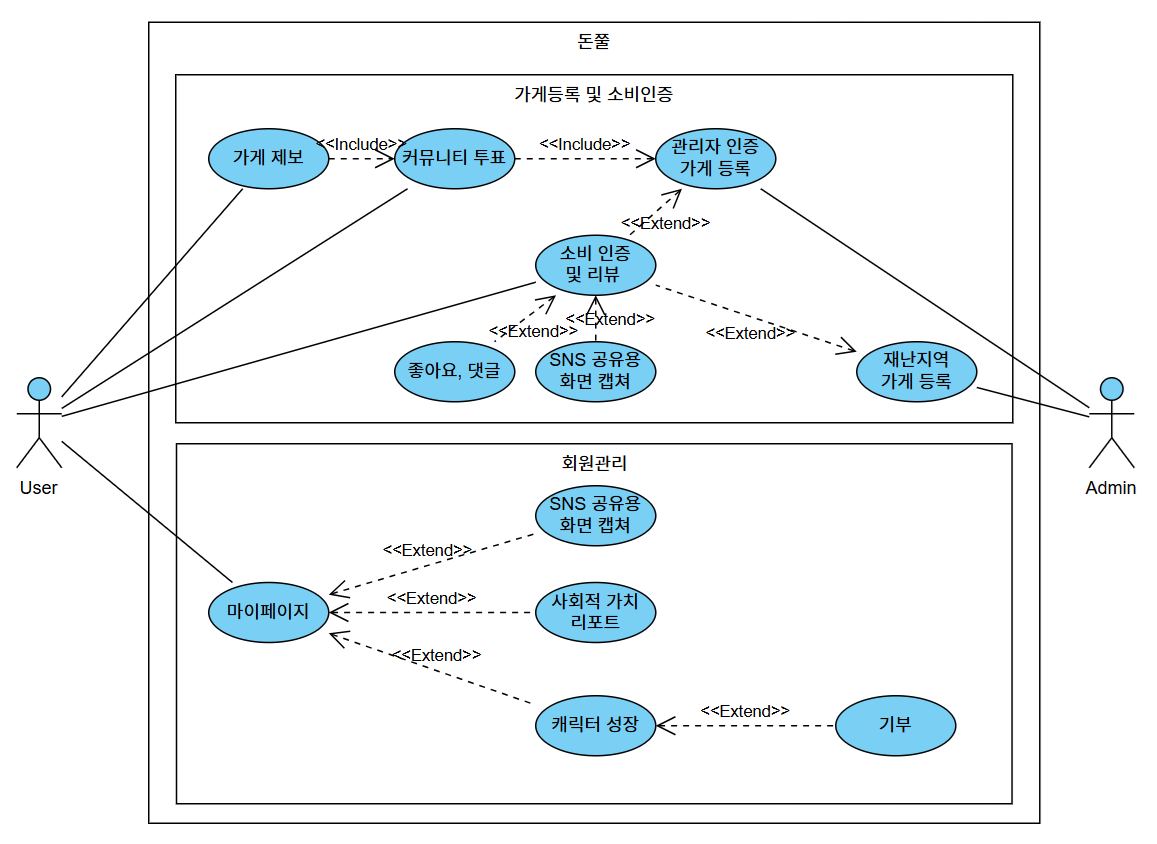 돈쭐
가게등록 및 소비인증
<<Include>>
<<Include>>
가게 제보
커뮤니티 투표
관리자 인증
가게 등록
<<Extend>>
소비 인증
및 리뷰
<<Extend>>
<<Extend>>
<<Extend>>
좋아요, 댓글
SNS 공유용
화면 캡쳐
재난지역
가게 등록
User
Admin
회원관리
SNS 공유용
화면 캡쳐
<<Extend>>
<<Extend>>
마이페이지
사회적 가치
리포트
<<Extend>>
캐릭터 성장
<<Extend>>
기부